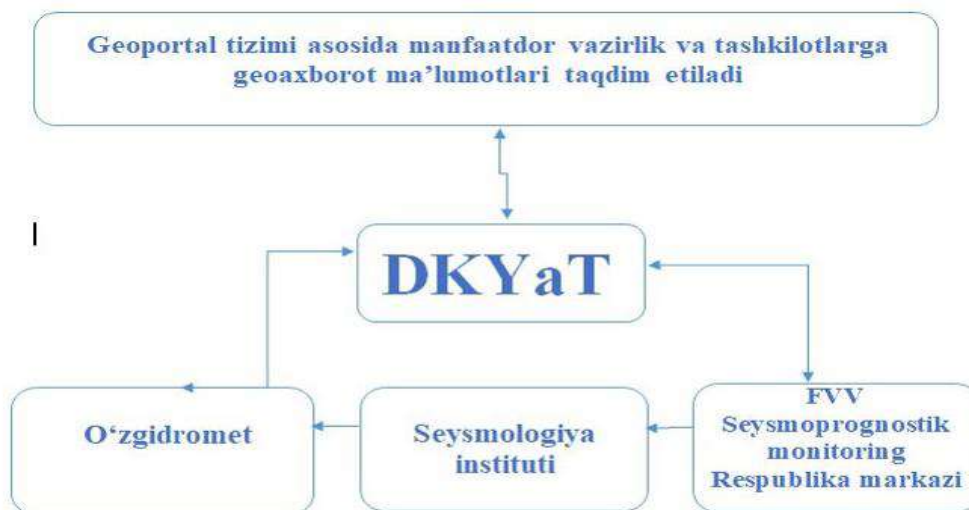 Geoportal tizimi asosida manfaatdor vazirlik va tashkilotlarga
geoaxborot ma’lumotlari taqdim etiladi
DKYaT
O‘zgidromet
Seysmologiya
instituti
FVV
Seysmoprognostik
monitoring
Respublika markazi